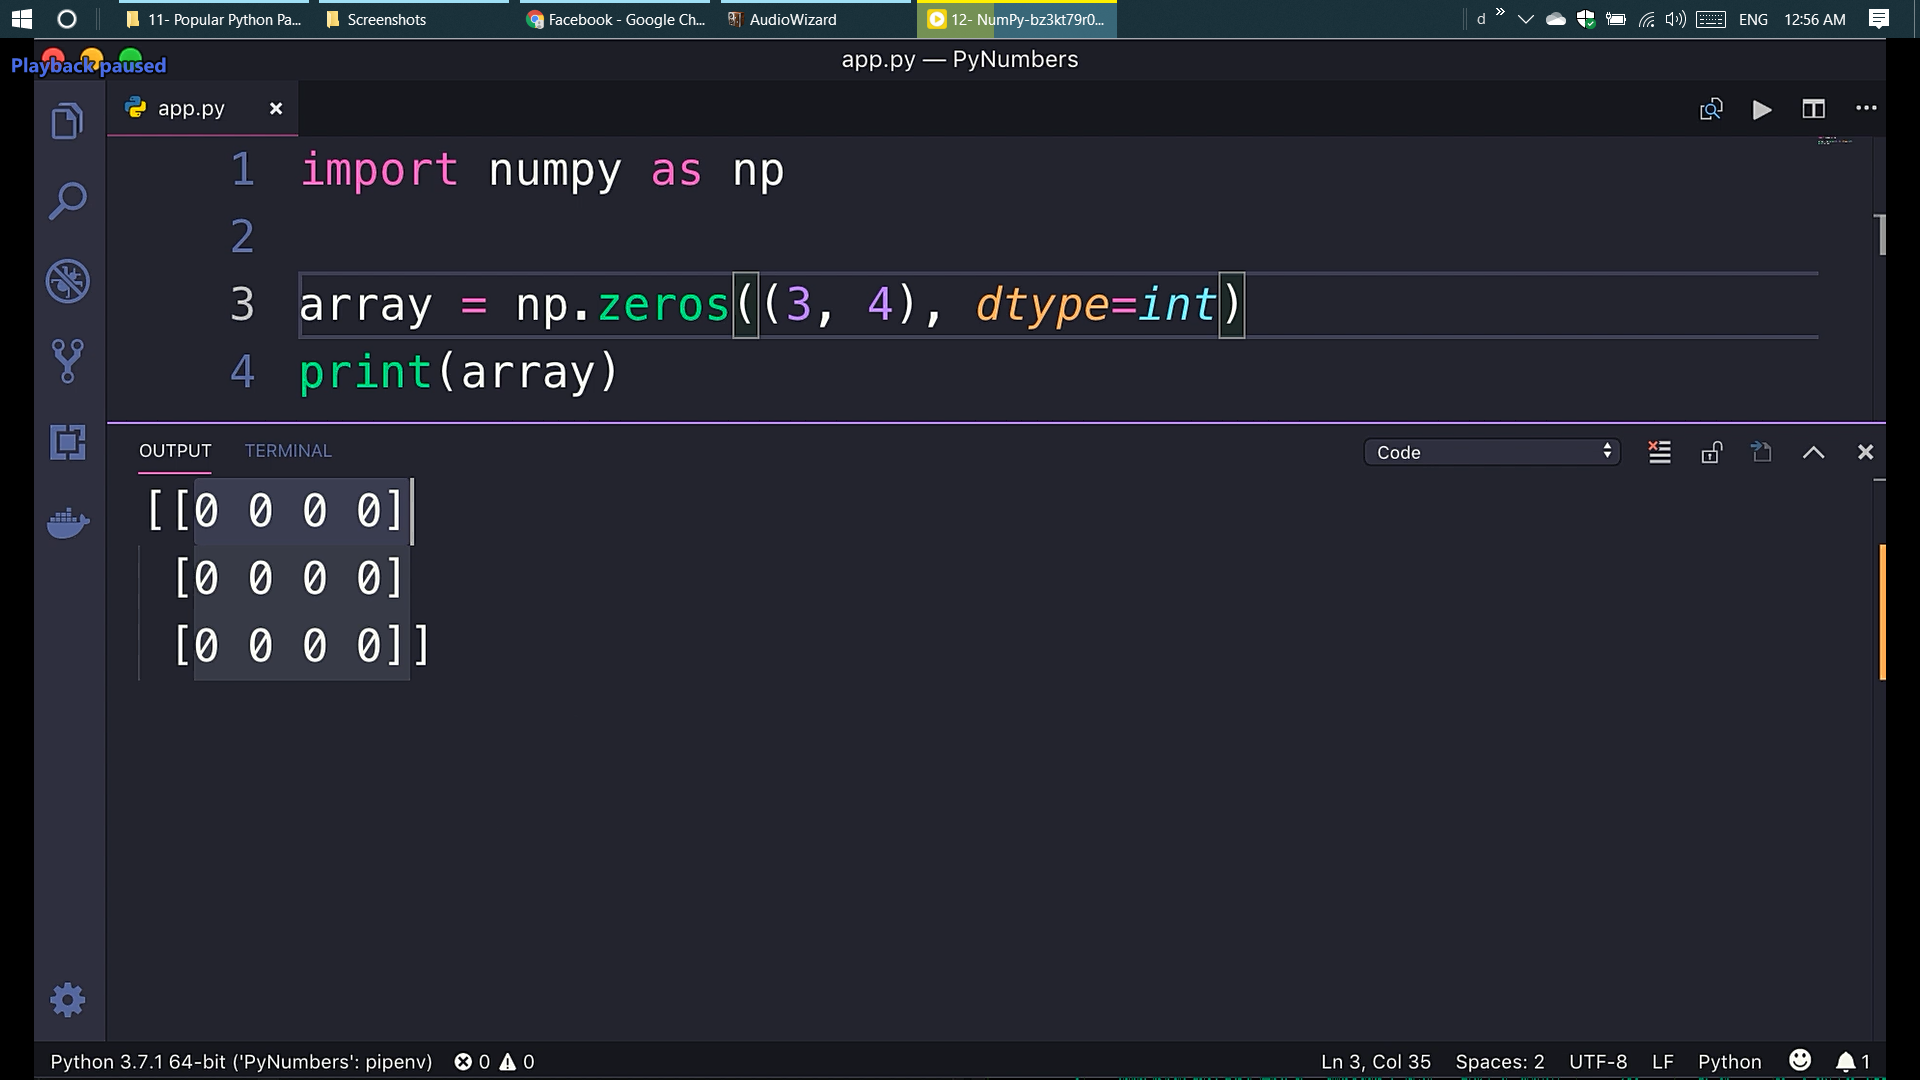 11- Popular Python Pa...
Screenshots
Facebook - Google Ch...
AudioWizard
12- NumPy-bz3kt79r0...
d
»
ENG
12:56 AM
Playback paused
app.py — PyNumbers
app.py ×
1 import numpy as np
2
3 array = np.zeros((3, 4), dtype=int)
4 print(array)
OUTPUT TERMINAL
Code
[[0 0 0 0]
[0 0 0 0]
[0 0 0 0]]
Python 3.7.1 64-bit ('PyNumbers': pipenv) 0 0 Ln 3, Col 35 Spaces: 2 UTF-8 LF Python 1